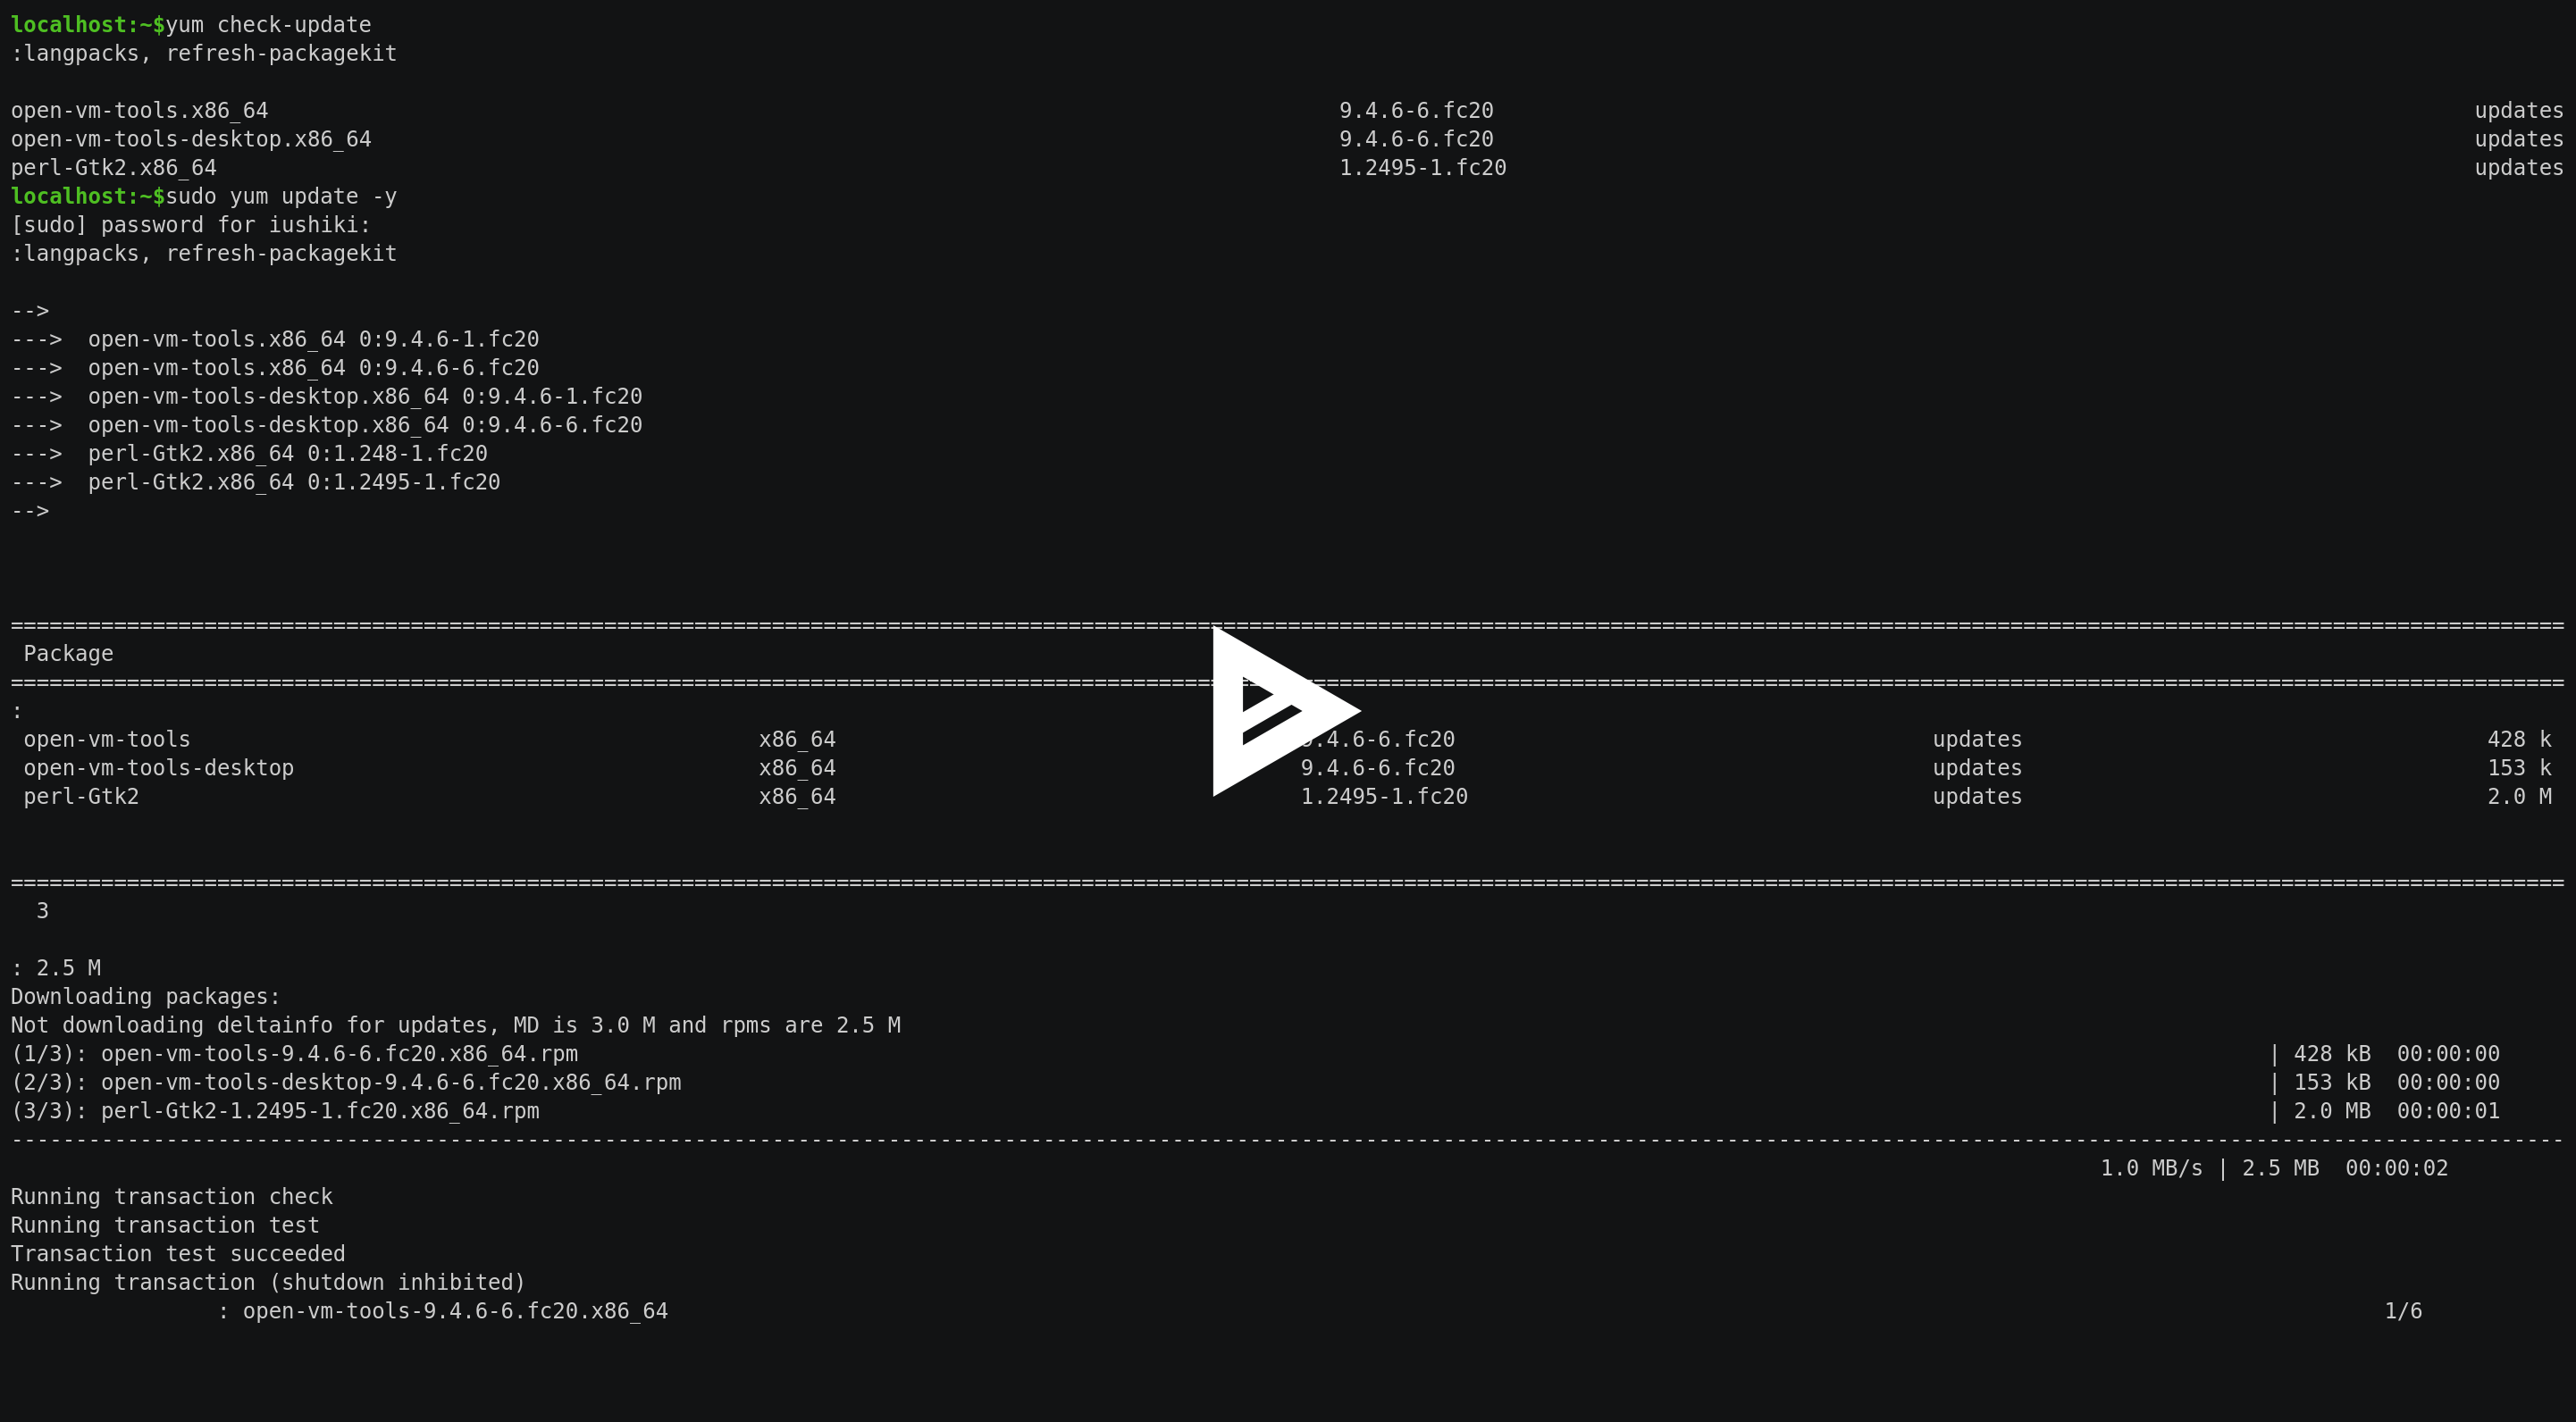 localhost:~$yum check-update
:langpacks, refresh-packagekit
open-vm-tools.x86_64 9.4.6-6.fc20 updates
open-vm-tools-desktop.x86_64 9.4.6-6.fc20 updates
perl-Gtk2.x86_64 1.2495-1.fc20 updates
localhost:~$sudo yum update -y
[sudo] password for iushiki:
:langpacks, refresh-packagekit
-->
---> open-vm-tools.x86_64 0:9.4.6-1.fc20
---> open-vm-tools.x86_64 0:9.4.6-6.fc20
---> open-vm-tools-desktop.x86_64 0:9.4.6-1.fc20
---> open-vm-tools-desktop.x86_64 0:9.4.6-6.fc20
---> perl-Gtk2.x86_64 0:1.248-1.fc20
---> perl-Gtk2.x86_64 0:1.2495-1.fc20
-->
Package
:
open-vm-tools x86_64 9.4.6-6.fc20 updates 428 k
open-vm-tools-desktop x86_64 9.4.6-6.fc20 updates 153 k
perl-Gtk2 x86_64 1.2495-1.fc20 updates 2.0 M
3
: 2.5 M
Downloading packages:
Not downloading deltainfo for updates, MD is 3.0 M and rpms are 2.5 M
(1/3): open-vm-tools-9.4.6-6.fc20.x86_64.rpm | 428 kB 00:00:00
(2/3): open-vm-tools-desktop-9.4.6-6.fc20.x86_64.rpm | 153 kB 00:00:00
(3/3): perl-Gtk2-1.2495-1.fc20.x86_64.rpm | 2.0 MB 00:00:01
1.0 MB/s | 2.5 MB 00:00:02
Running transaction check
Running transaction test
Transaction test succeeded
Running transaction (shutdown inhibited)
: open-vm-tools-9.4.6-6.fc20.x86_64 1/6